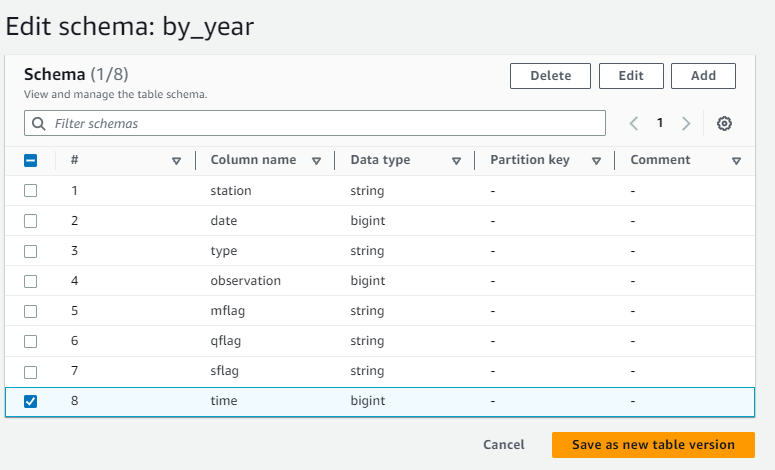 Edit schema: by_year
Schema (1/8)
Delete Edit Add
View and manage the table schema.
Filter schemas
1
# Column name Data type Partition key Comment
1 station string - -
2 date bigint - -
3 type string - -
4 observation bigint - -
5 mflag string - -
6 qflag string - -
7 sflag string - -
8 time bigint - -
Cancel Save as new table version